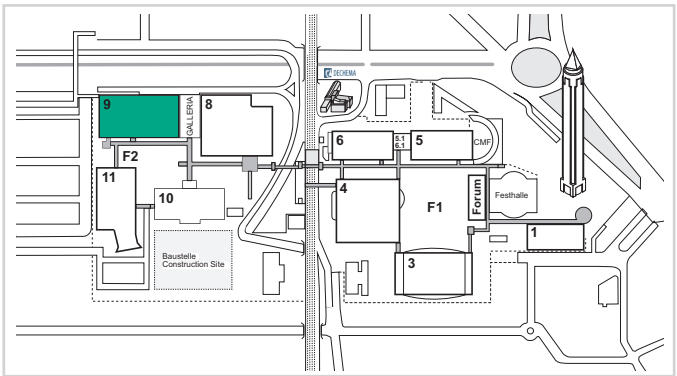 DECHEMA
9
GALLERIA
8
6
5.1
6.1
5
CMF
F2
11
10
4
F1
Forum
Festhalle
1
Baustelle
Construction Site
3